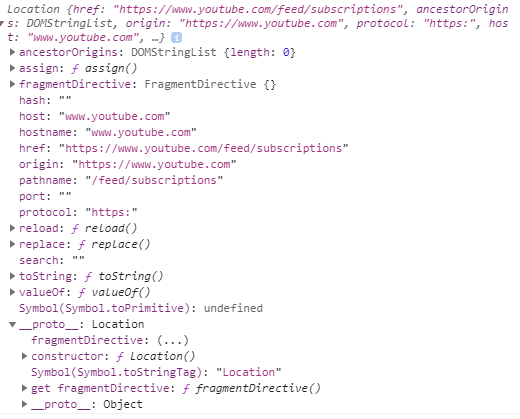 Location {href: "https://www.youtube.com/feed/subscriptions", ancestorOrigin
s: DOMStringList, origin: "https://www.youtube.com", protocol: "https:", hos
t: "www.youtube.com", …}
ancestorOrigins: DOMStringList {length: 0}
assign: ƒ assign()
fragmentDirective: FragmentDirective {}
hash: ""
host: "www.youtube.com"
hostname: "www.youtube.com"
href: "https://www.youtube.com/feed/subscriptions"
origin: "https://www.youtube.com"
pathname: "/feed/subscriptions"
port: ""
protocol: "https:"
reload: ƒ reload()
replace: ƒ replace()
search: ""
toString: ƒ toString()
valueOf: ƒ valueOf()
Symbol(Symbol.toPrimitive): undefined
__proto__: Location
fragmentDirective: (...)
constructor: ƒ Location()
Symbol(Symbol.toStringTag): "Location"
get fragmentDirective: ƒ fragmentDirective()
__proto__: Object